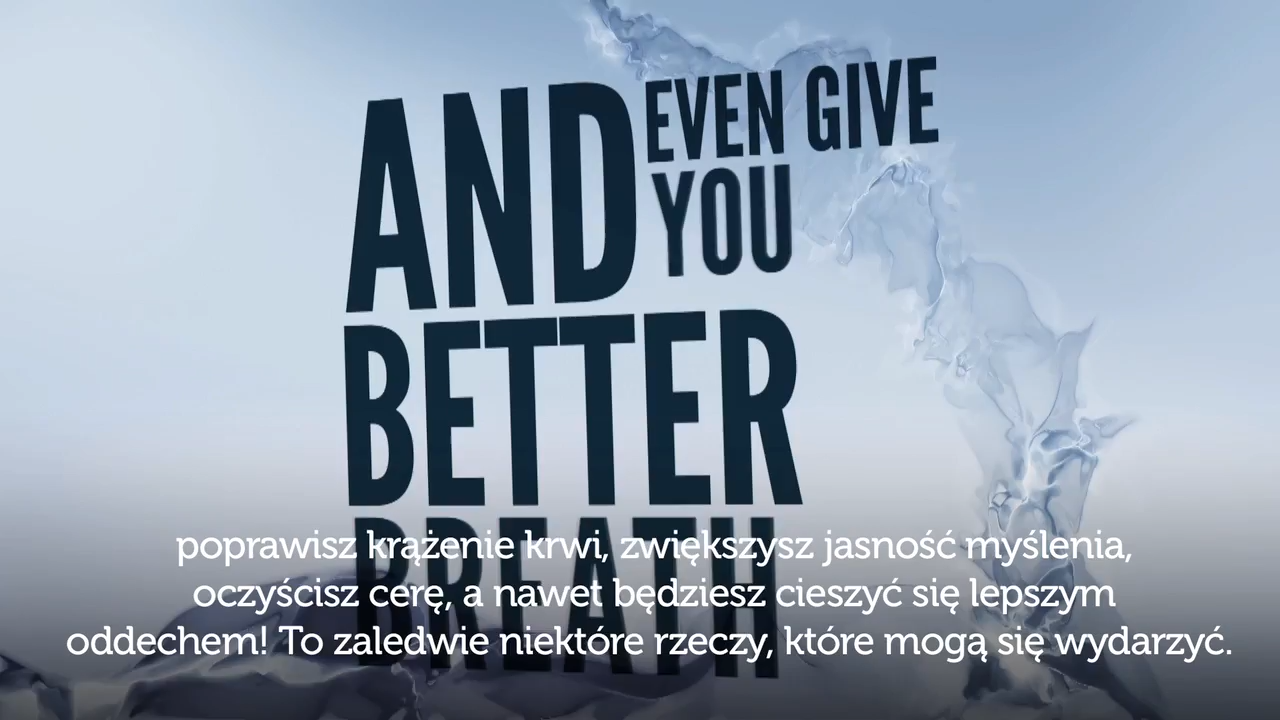 AND EVEN GIVE
YOU
BETTER
BREATH
poprawisz krążenie krwi, zwiększysz jasność myślenia,
oczyścisz cerę, a nawet będziesz cieszyć się lepszym
oddechem! To zaledwie niektóre rzeczy, które mogą się wydarzyć.